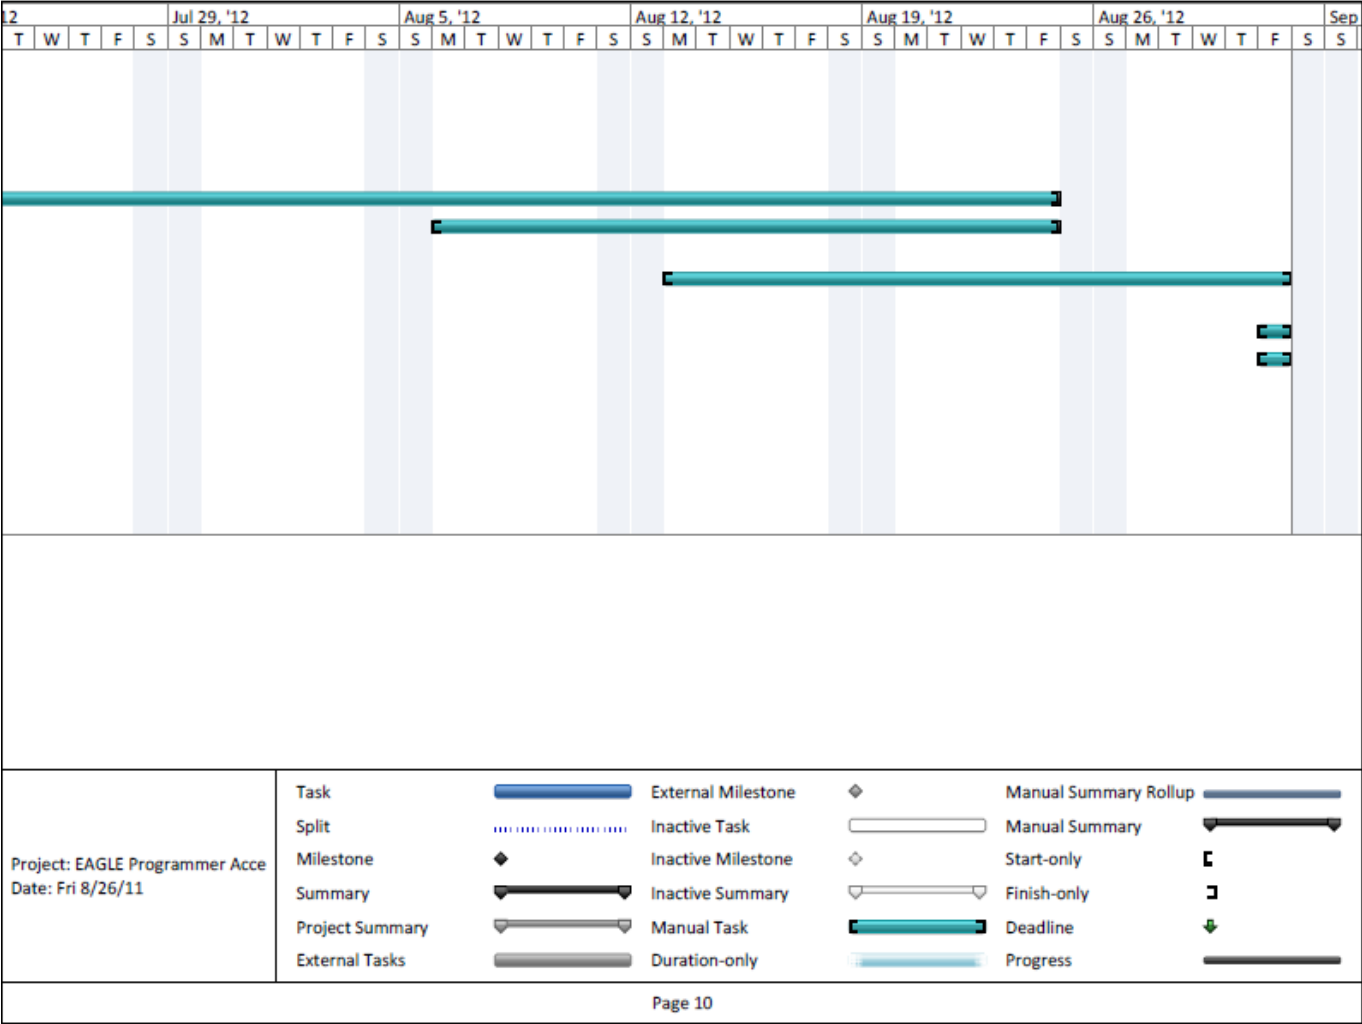 12 Jul 29, '12 Aug 5, '12 Aug 12, '12 Aug 19, '12 Aug 26, '12 Sep
T W T F S S M T W T F S S M T W T F S S M T W T F S S M T W T F S S M T W T F S S
Task External Milestone Manual Summary Rollup
Split Inactive Task Manual Summary
Milestone Inactive Milestone Start-only
Project: EAGLE Programmer Acce
Date: Fri 8/26/11
Summary Inactive Summary Finish-only
Project Summary Manual Task Deadline
External Tasks Duration-only Progress
Page 10